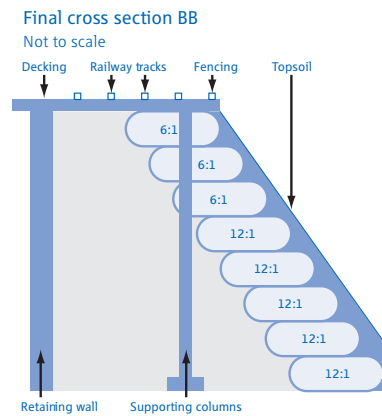 Final cross section BB
Not to scale
Decking Railway tracks Fencing Topsoil
6:1
6:1
6:1
12:1
12:1
12:1
12:1
12:1
Retaining wall Supporting columns